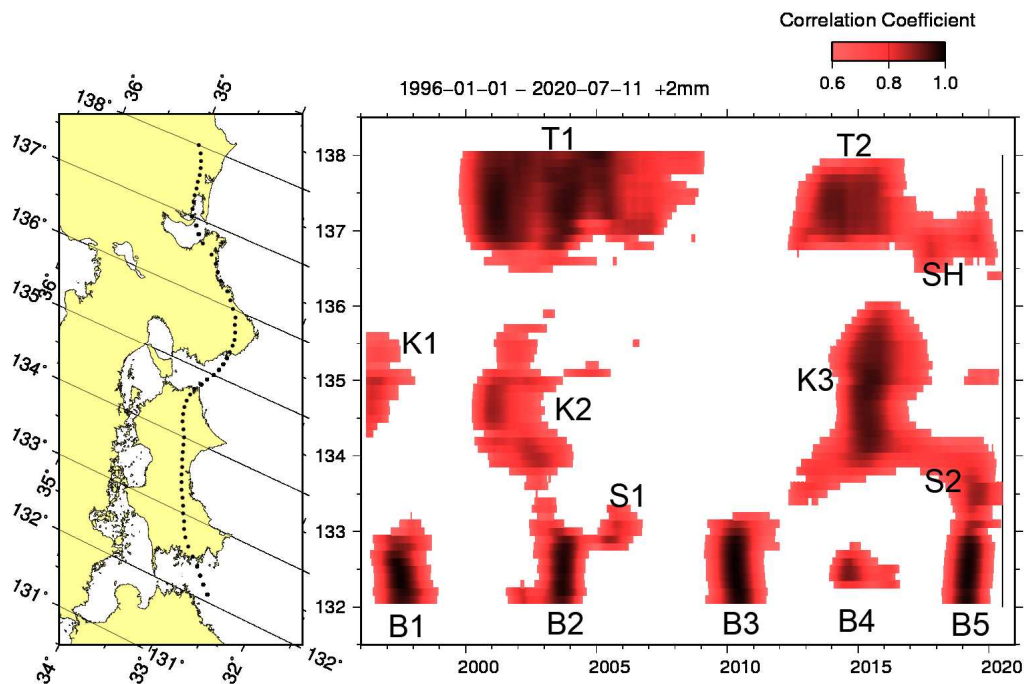 Correlation Coefficient
0.6 0.8 1.0
1996-01-01 - 2020-07-11 +2mm
138° 36° 35°
137°
136°
36°
135°
134°
133°
35°
132°
131°
34° 33 131° 32° 132°
138
137
136
135
134
133
132
T1
T2
SH
K1
K2
K3
S1
S2
B1 B2 B3 B4 B5
2000 2005 2010 2015 2020